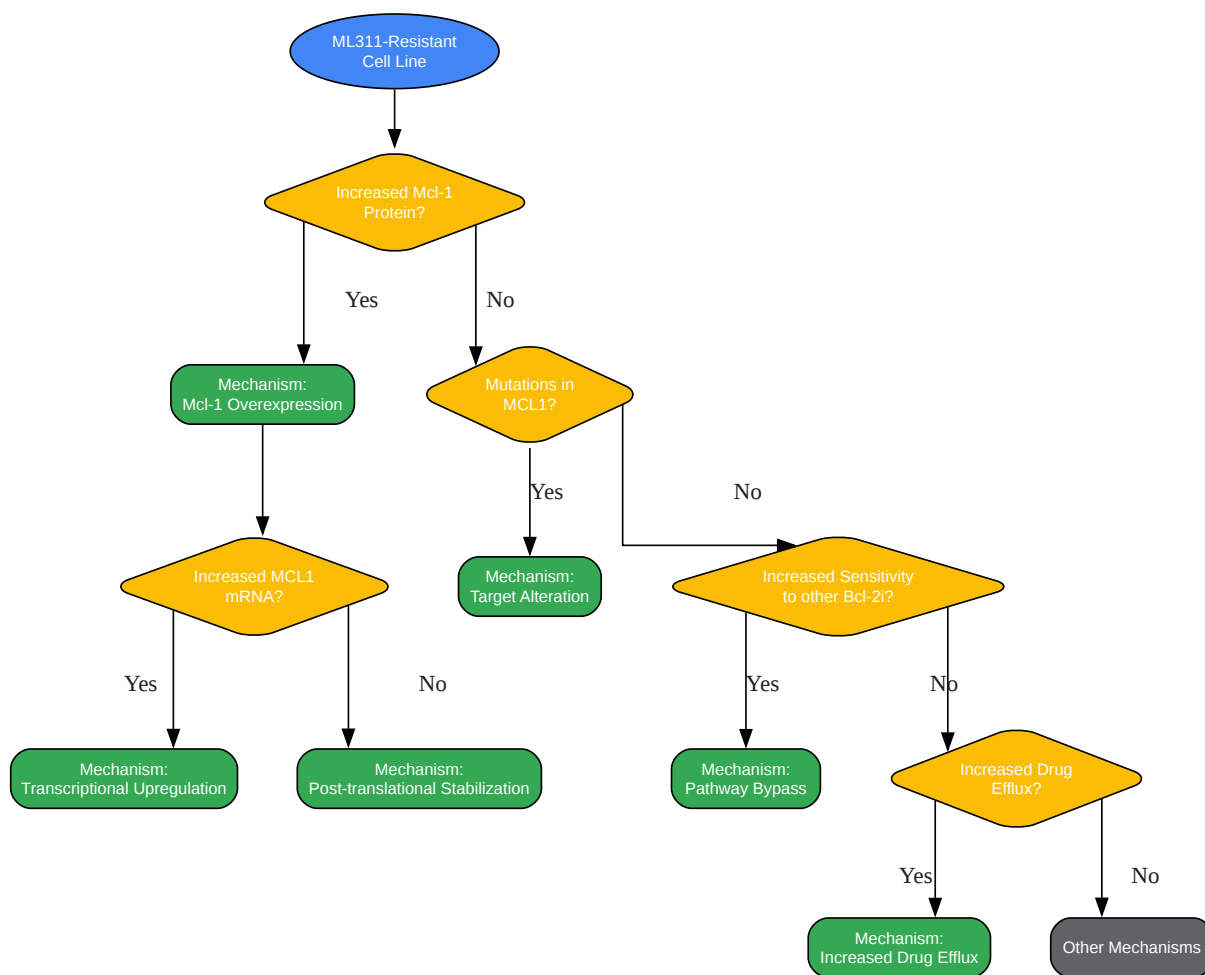 ML311-Resistant
Cell Line
Increased Mcl-1
Protein?
Yes
No
Mechanism:
Mcl-1 Overexpression
Mutations in
MCL1?
Yes
No
Increased MCL1
mRNA?
Mechanism:
Target Alteration
Increased Sensitivity
to other Bcl-2i?
Yes
No
Yes
No
Mechanism:
Transcriptional Upregulation
Mechanism:
Post-translational Stabilization
Mechanism:
Pathway Bypass
Increased Drug
Efflux?
Yes
No
Mechanism:
Increased Drug Efflux
Other Mechanisms